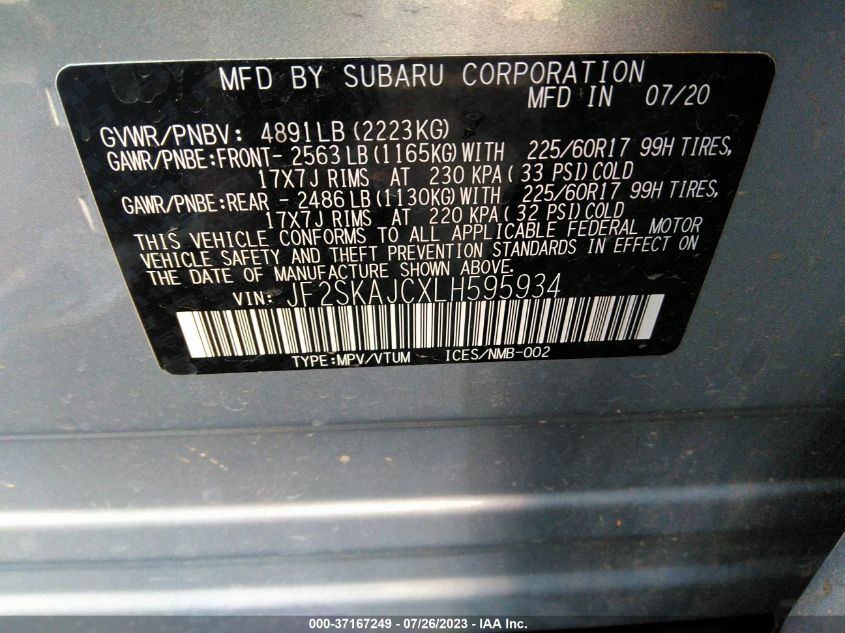 MFD BY SUBARU CORPORATION
MFD IN 07/20
GVWR/PNBV: 4891LB (2223KG)
GAWR/PNBE:FRONT- 2563 LB (1165KG) WITH 225/60R17 99H TIRES,
17X7J RIMS AT 230 KPA ( 33 PSI) COLD
GAWR/PNBE:REAR - 2486 LB (1130KG) WITH 225/60R17 99H TIRES,
17X7J RIMS AT 220 KPA ( 32 PSI) COLD
THIS VEHICLE CONFORMS TO ALL APPLICABLE FEDERAL MOTOR
VEHICLE SAFETY AND THEFT PREVENTION STANDARDS IN EFFECT ON
THE DATE OF MANUFACTURE SHOWN ABOVE.
VIN: JF2SKAJCXLH595934
TYPE:MPV/VTUM ICES/NMB-002
000-37167249 - 07/26/2023 - IAA Inc.